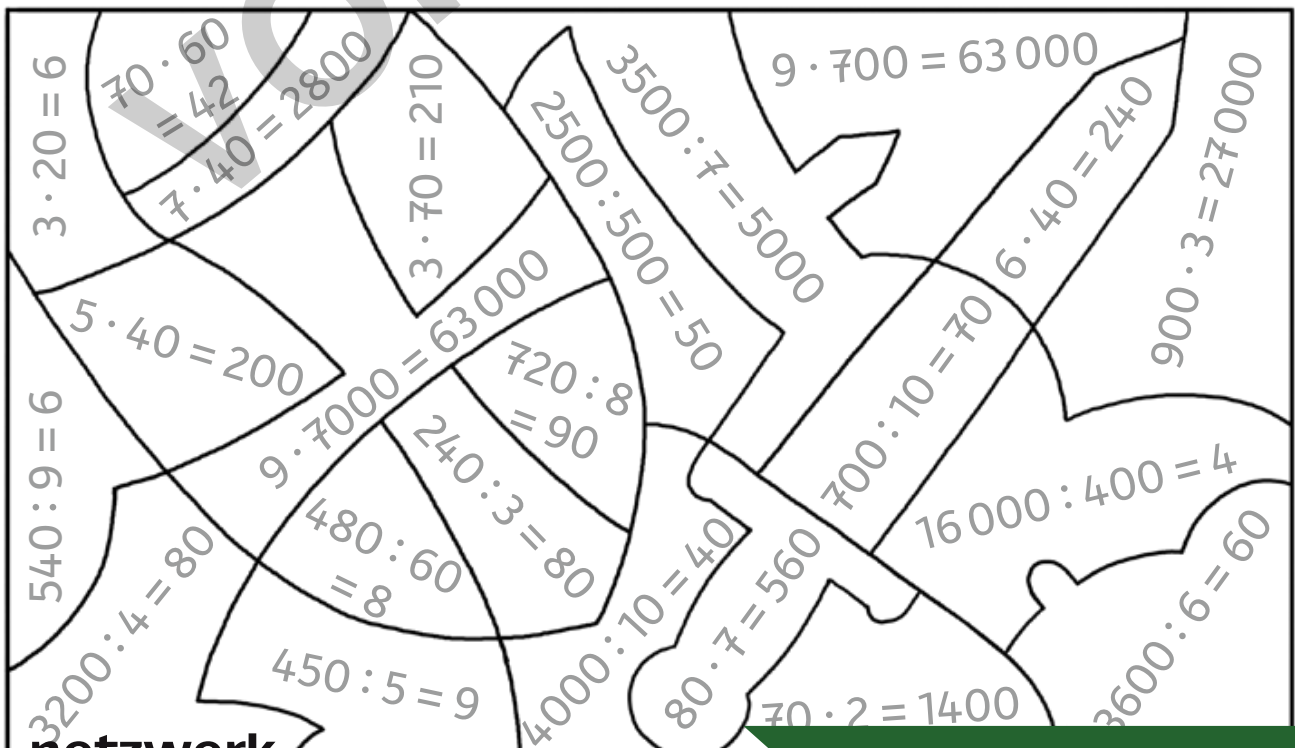 3 · 20 = 6
70 · 60
= 42
7 · 40 = 2800
3 · 70 = 210
2500 : 500 = 50
3500 : 7 = 5000
9 · 700 = 63 000
6 · 40 = 240
900 · 3 = 27 000
5 · 40 = 200
9 · 7000 = 63 000
720 : 8
= 90
700 : 10 = 70
540 : 9 = 6
3200 : 4 = 80
480 : 60
= 8
240 : 3 = 80
16 000 : 400 = 4
450 : 5 = 9
4000 : 10 = 40
80 · 7 = 560
70 · 2 = 1400
3600 : 6 = 60
netzwerk